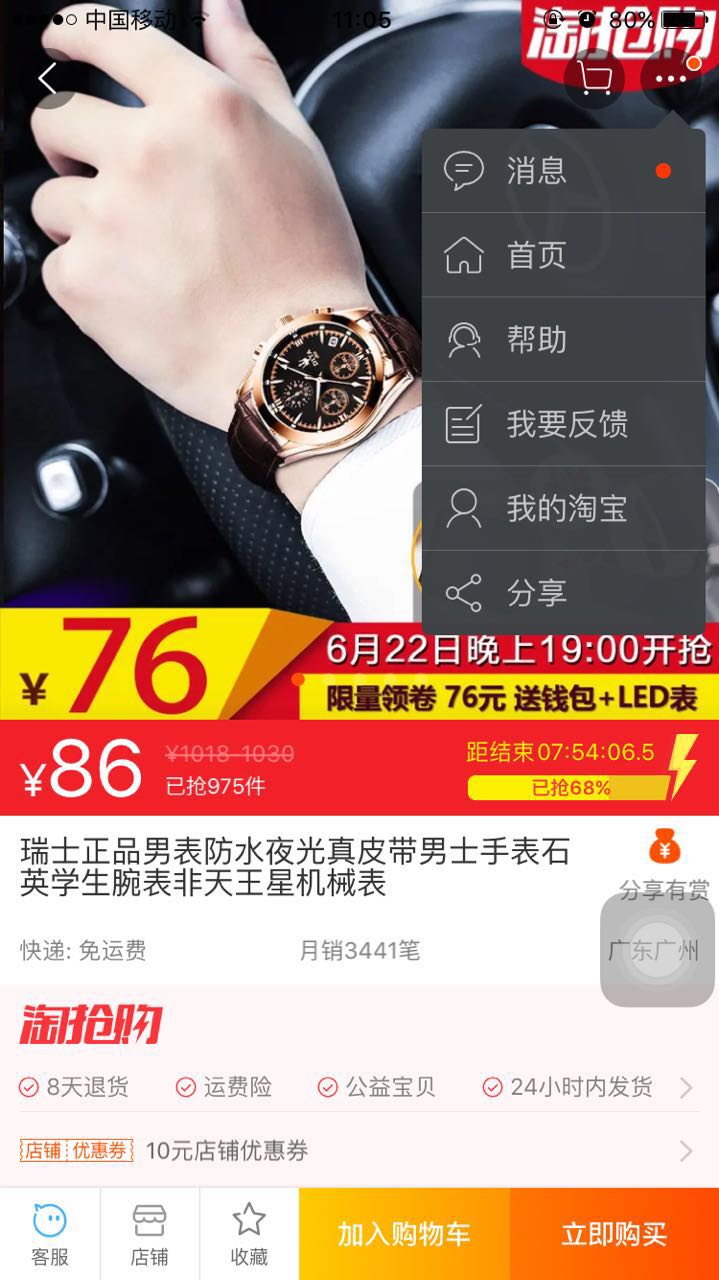 中国移动
11:05
80%
淘抢购
消息
首页
帮助
我要反馈
我的淘宝
分享
¥76
6月22日晚上19:00开抢
限量领卷 76元 送钱包+LED表
¥86
¥1018-1030
已抢975件
距结束07:54:06.5
已抢68%
瑞士正品男表防水夜光真皮带男士手表石
英学生腕表非天王星机械表
分享有赏
快递: 免运费
月销3441笔
广东广州
淘抢购
8天退货
运费险
公益宝贝
24小时内发货
店铺 优惠券
10元店铺优惠券
客服
店铺
收藏
加入购物车
立即购买